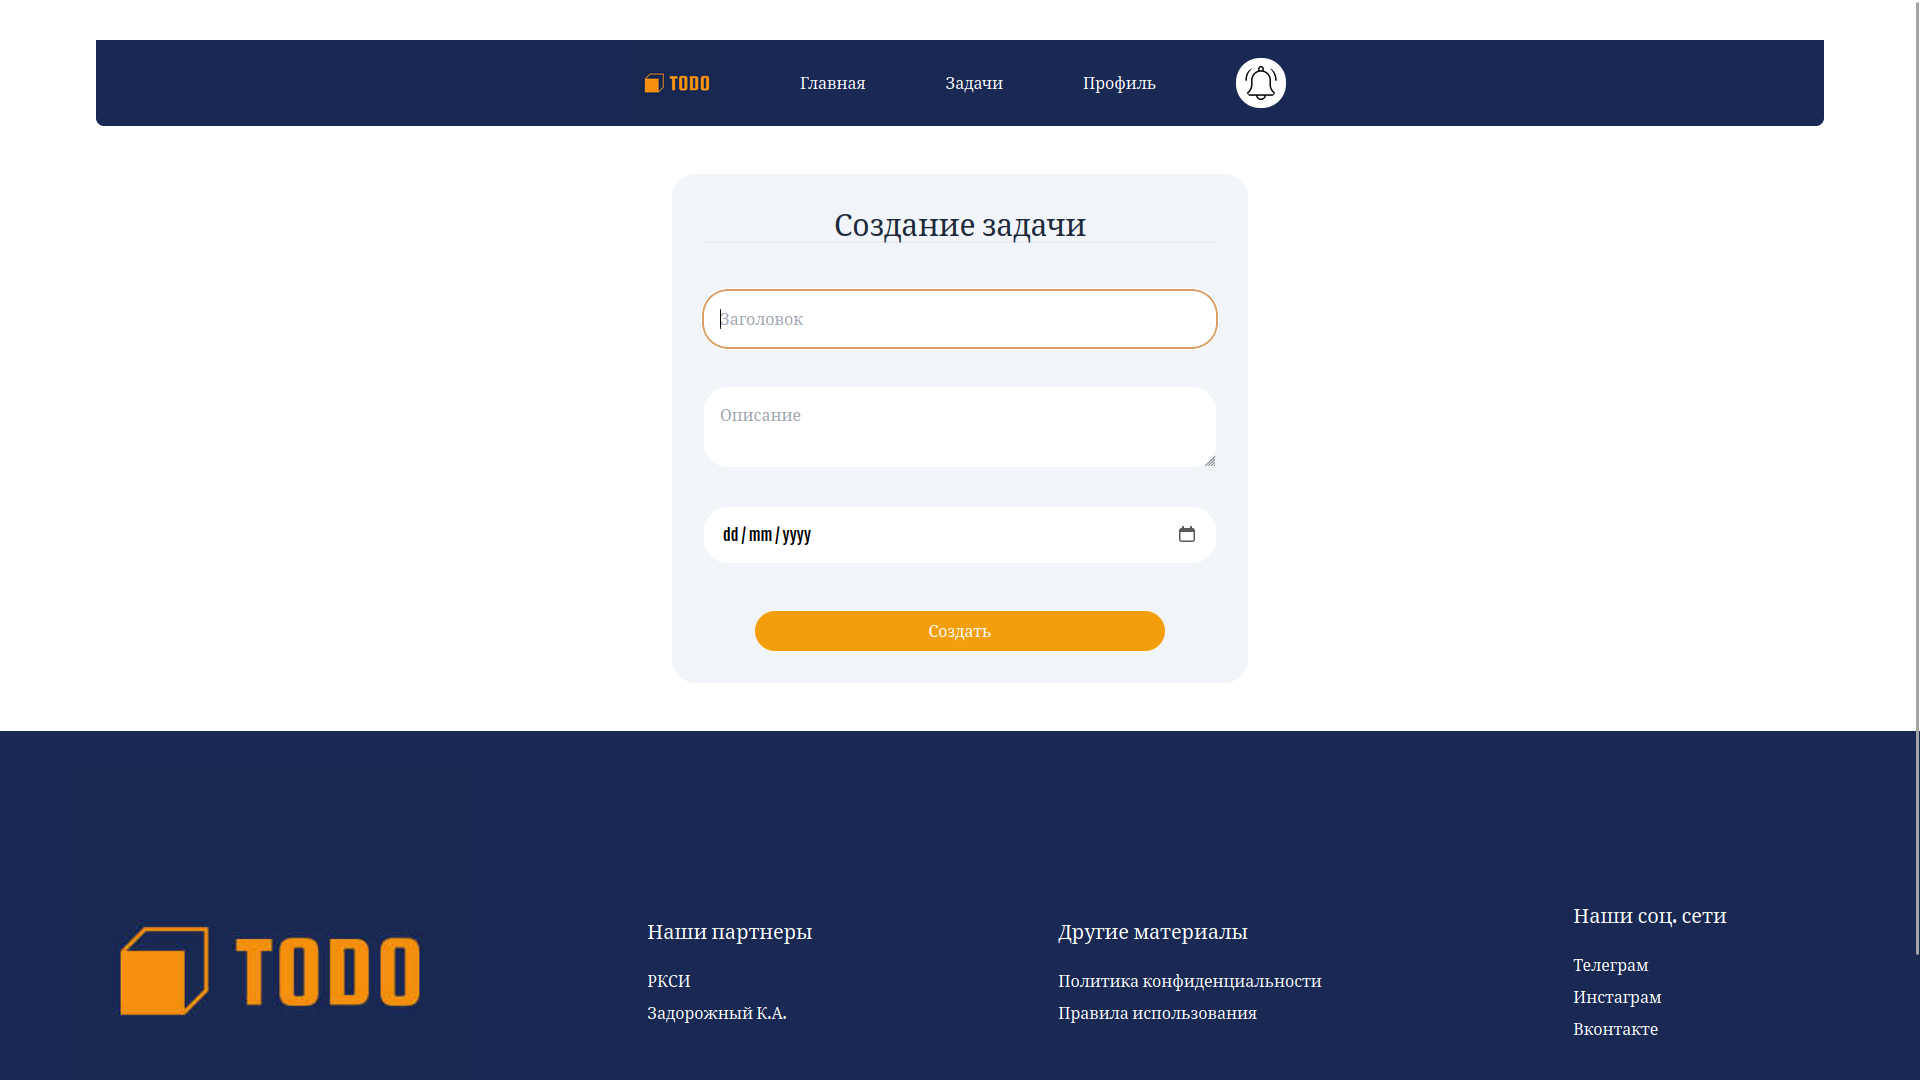 TODO
Главная
Задачи
Профиль
Создание задачи
Заголовок
Описание
dd / mm / yyyy
Создать
TODO
Наши партнеры
РКСИ
Задорожный К.А.
Другие материалы
Политика конфиденциальности
Правила использования
Наши соц. сети
Телеграм
Инстаграм
Вконтакте